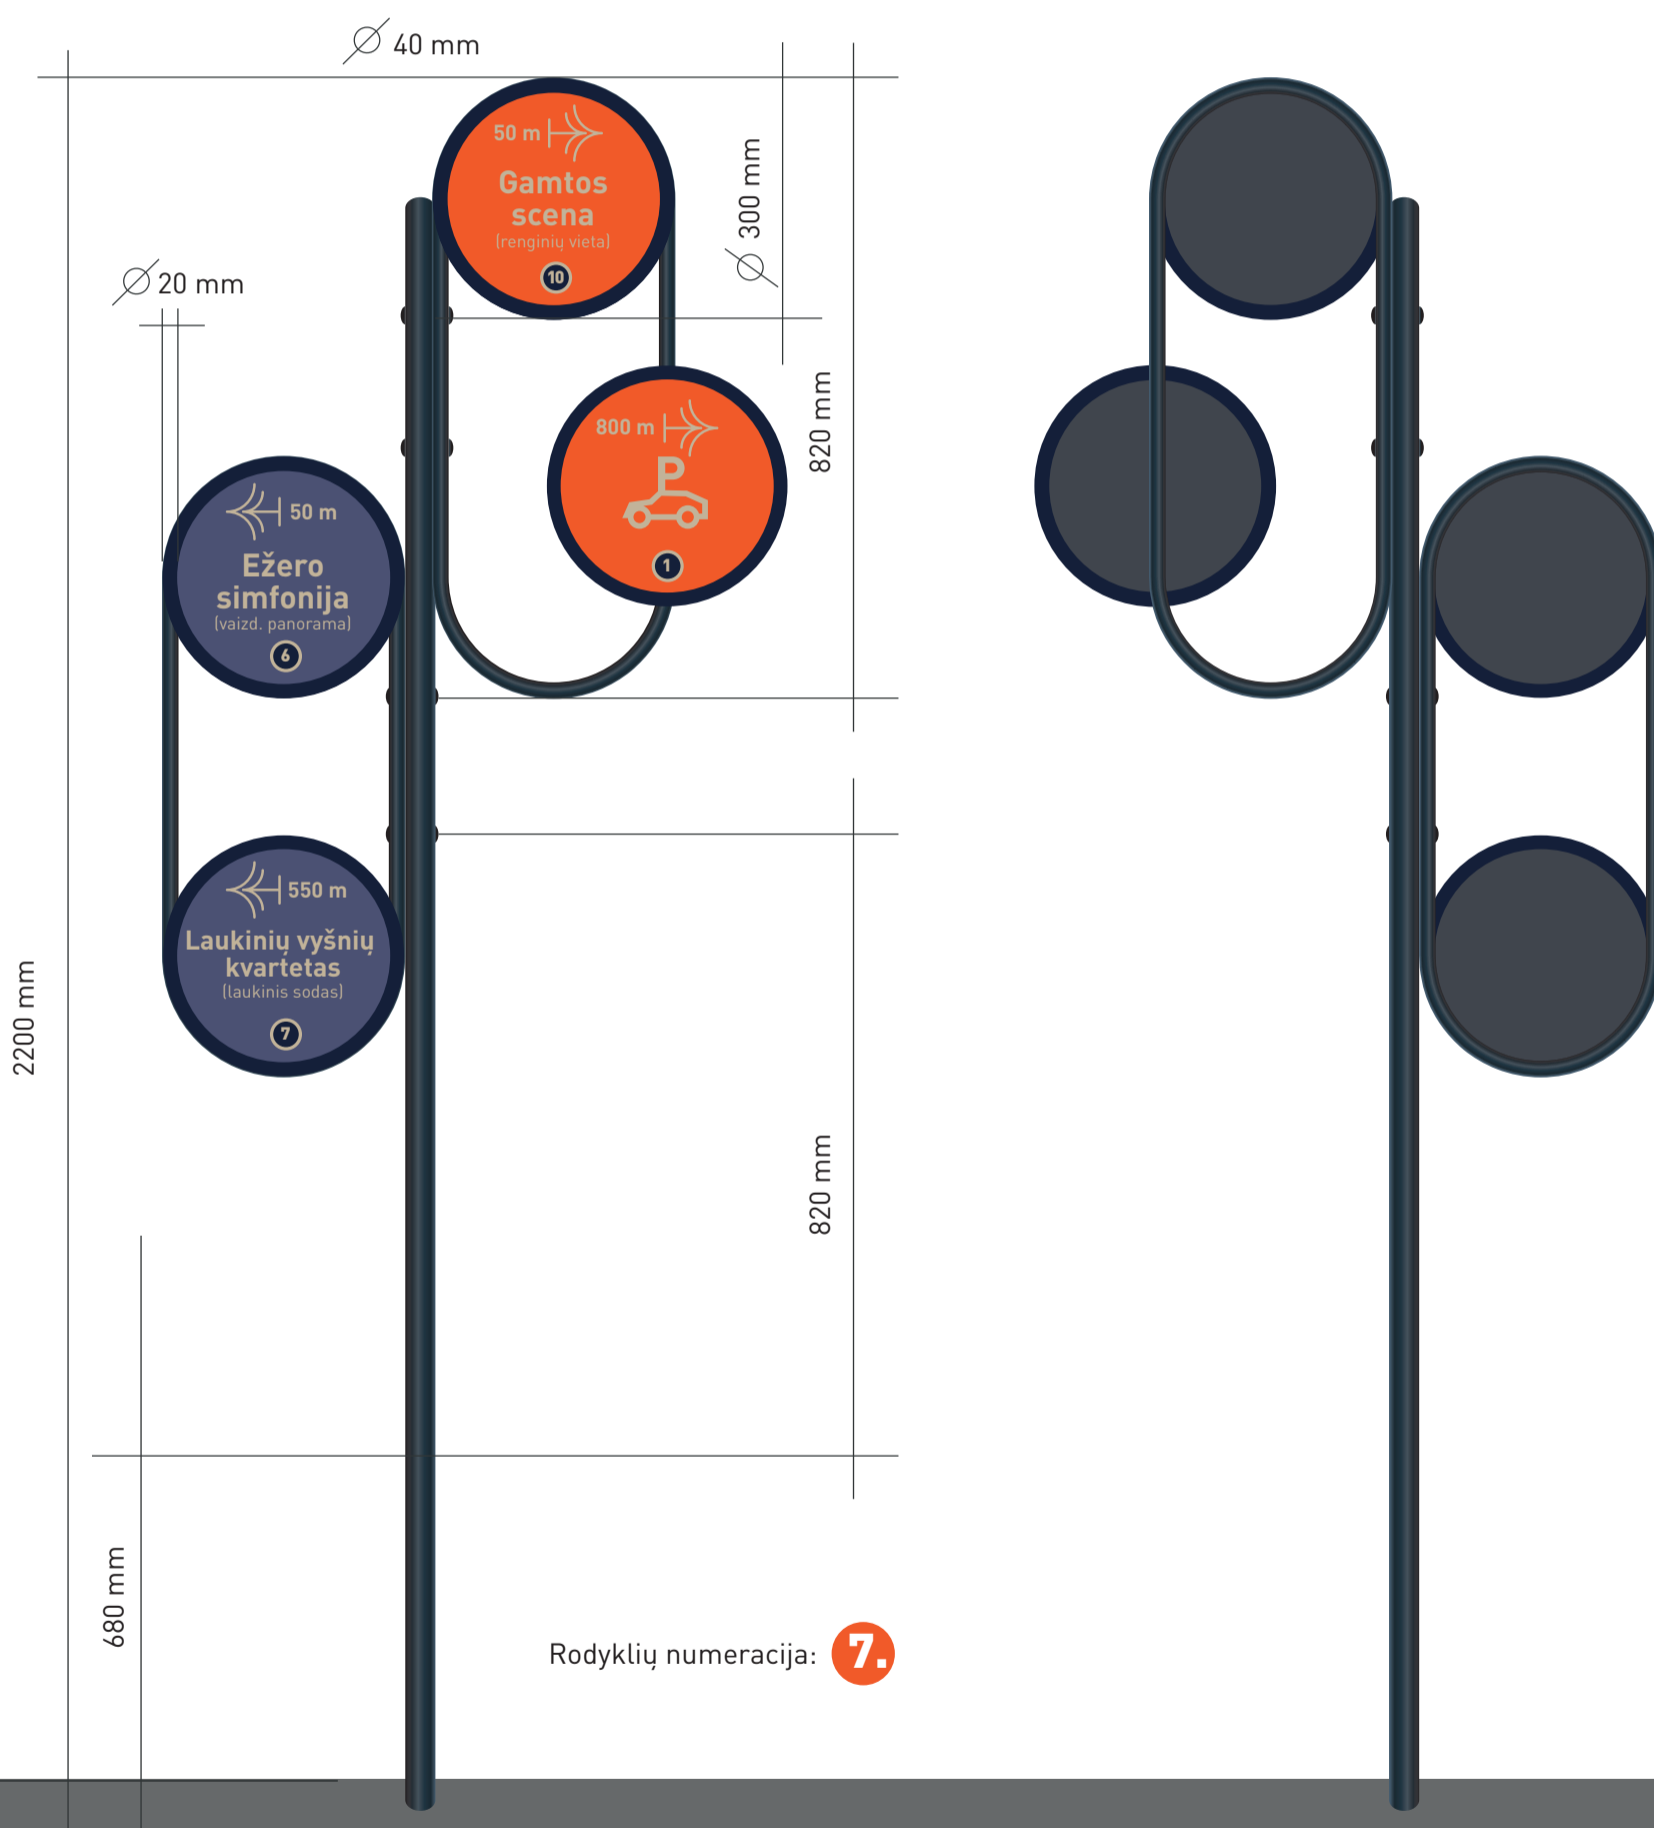 40 mm
50 m
Gamtos
scena
(renginių vieta)
10
300 mm
20 mm
800 m
P
1
820 mm
50 m
Ežero
simfonija
(vaizd. panorama)
6
550 m
Laukinių vyšnių
kvartetas
(laukinis sodas)
7
2200 mm
820 mm
680 mm
Rodyklių numeracija: 7.